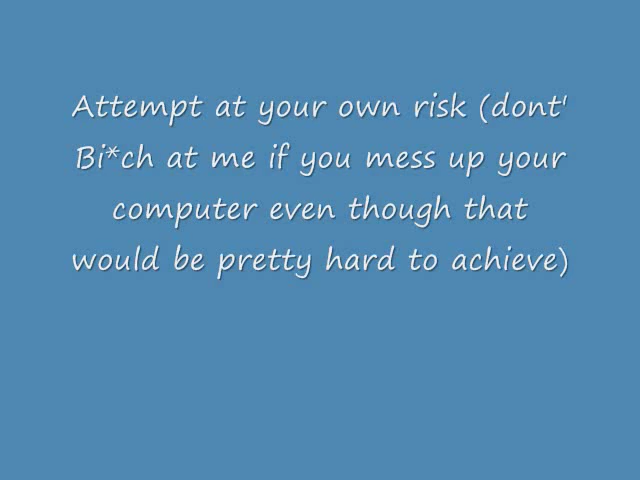 Attempt at your own risk (dont'
Bi*ch at me if you mess up your
computer even though that
would be pretty hard to achieve)